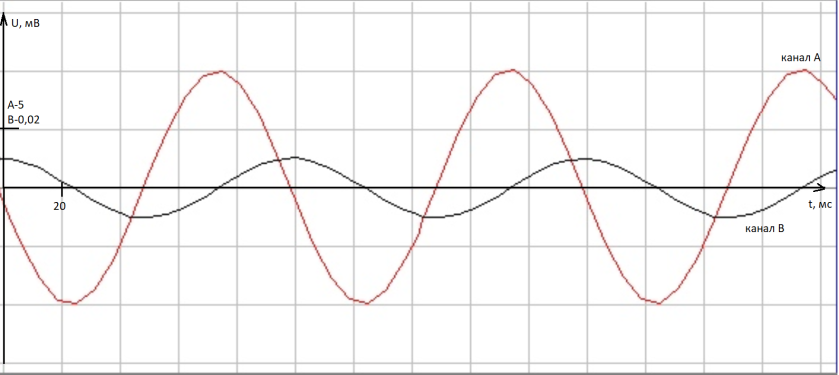 U, мВ
канал А
А-5
В-0,02
20
t, мс
канал В